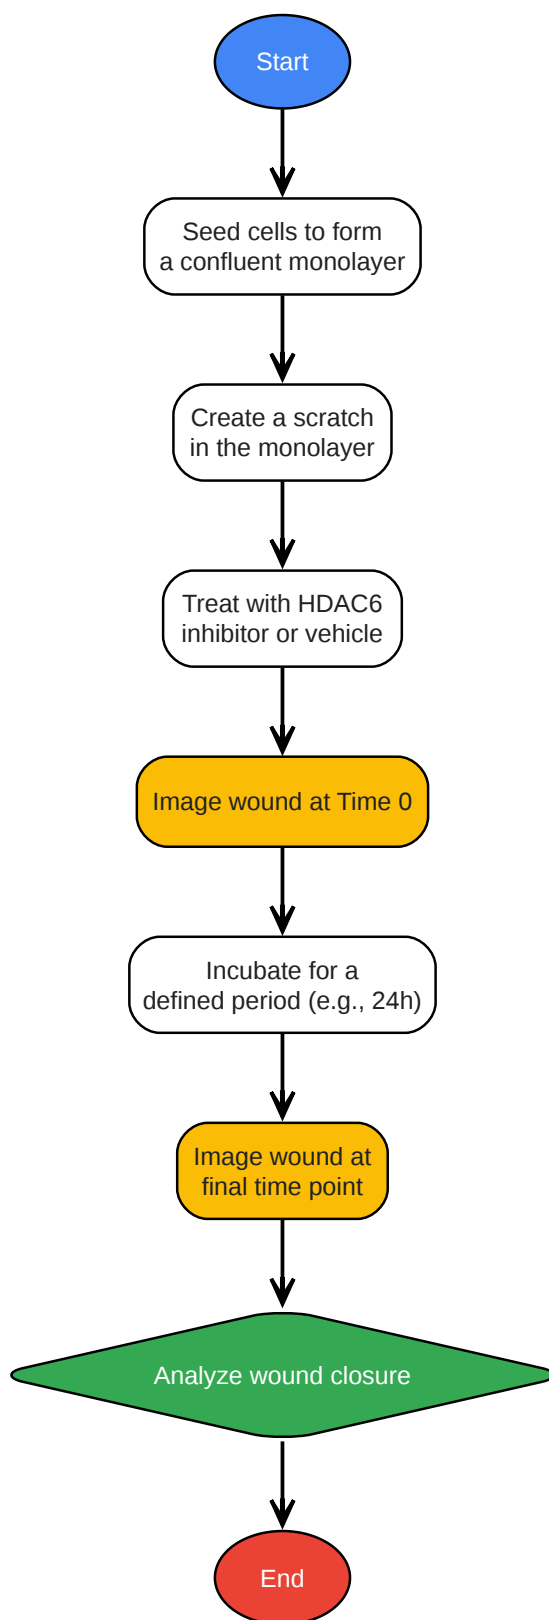 Start
Seed cells to form
a confluent monolayer
Create a scratch
in the monolayer
Treat with HDAC6
inhibitor or vehicle
Image wound at Time 0
Incubate for a
defined period (e.g., 24h)
Image wound at
final time point
Analyze wound closure
End